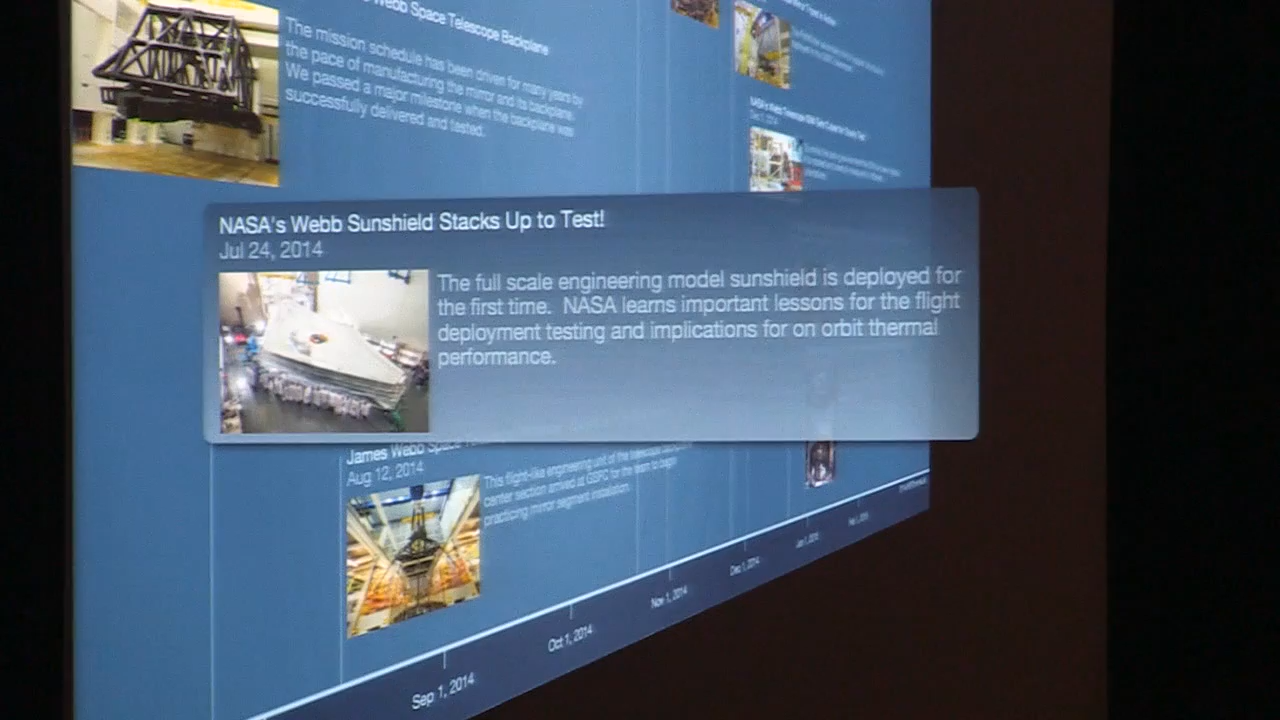 Webb Space Telescope Backplane
The mission schedule has been driven for many years by
the pace of manufacturing the mirror and its backplane.
We passed a major milestone when the backplane was
successfully delivered and tested.
NASA's Webb Sunshield Stacks Up to Test!
Jul 24, 2014
The full scale engineering model sunshield is deployed for
the first time. NASA learns important lessons for the flight
deployment testing and implications for on orbit thermal
performance.
James Webb Space
Aug 12, 2014
This flight-like engineering unit of the telescope
center section arrived at GSFC for the team to begin
practicing mirror segment installation.
Sep 1, 2014
Oct 1, 2014
Nov 1, 2014
Dec 1, 2014